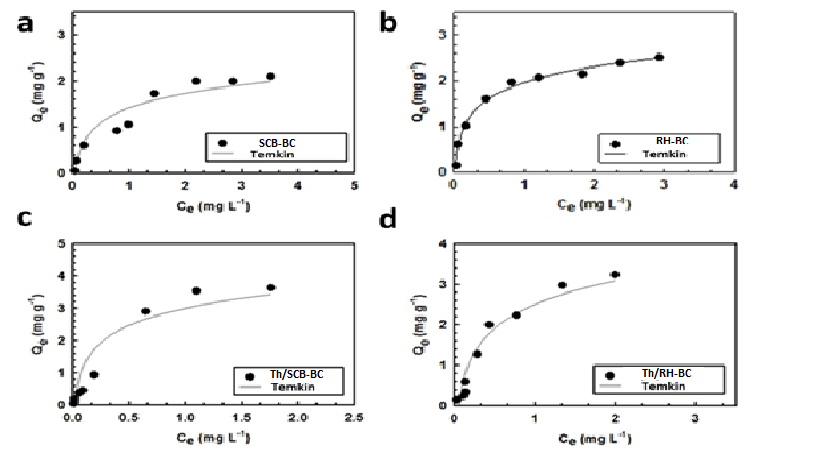 a
3
2
1
0
Qe (mg g⁻¹)
SCB-BC
Temkin
0 1 2 3 4 5
Ce (mg L⁻¹)
b
3
2
1
0
Qe (mg g⁻¹)
RH-BC
Temkin
0 1 2 3 4
Ce (mg L⁻¹)
c
5
4
3
2
1
0
Qe (mg g⁻¹)
Th/SCB-BC
Temkin
0.0 0.5 1.0 1.5 2.0 2.5
Ce (mg L⁻¹)
d
4
3
2
1
0
Qe (mg g⁻¹)
Th/RH-BC
Temkin
0 1 2 3
Ce (mg L⁻¹)